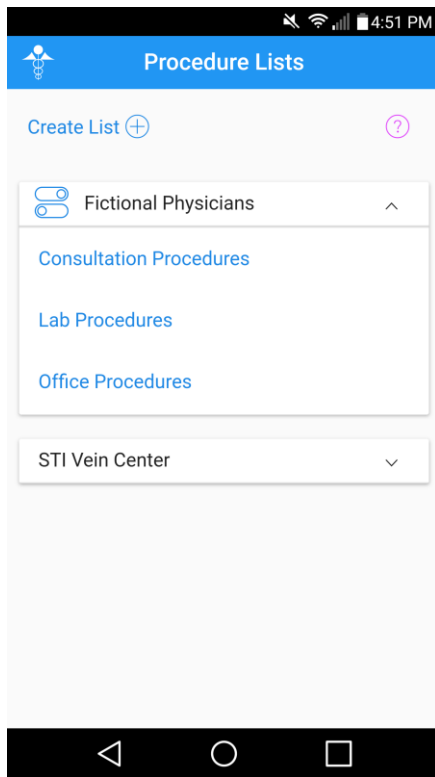 4:51 PM
Procedure Lists
Create List
?
Fictional Physicians
Consultation Procedures
Lab Procedures
Office Procedures
STI Vein Center